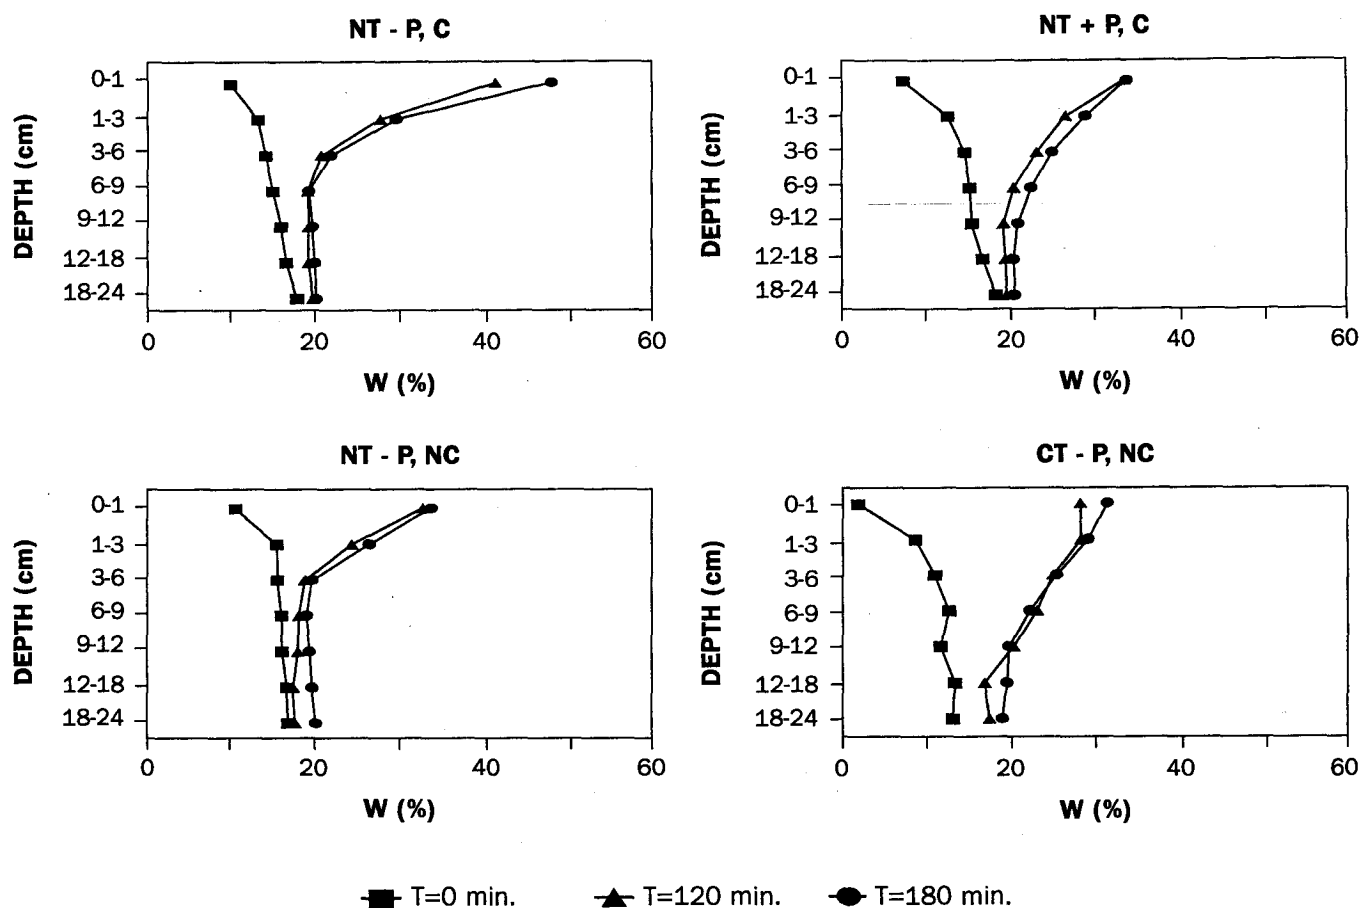 NT - P, C
DEPTH (cm)
0-1
1-3
3-6
6-9
9-12
12-18
18-24
0 20 40 60
W (%)
NT + P, C
DEPTH (cm)
0-1
1-3
3-6
6-9
9-12
12-18
18-24
0 20 40 60
W (%)
NT - P, NC
DEPTH (cm)
0-1
1-3
3-6
6-9
9-12
12-18
18-24
0 20 40 60
W (%)
CT - P, NC
DEPTH (cm)
0-1
1-3
3-6
6-9
9-12
12-18
18-24
0 20 40 60
W (%)
T=0 min. T=120 min. T=180 min.